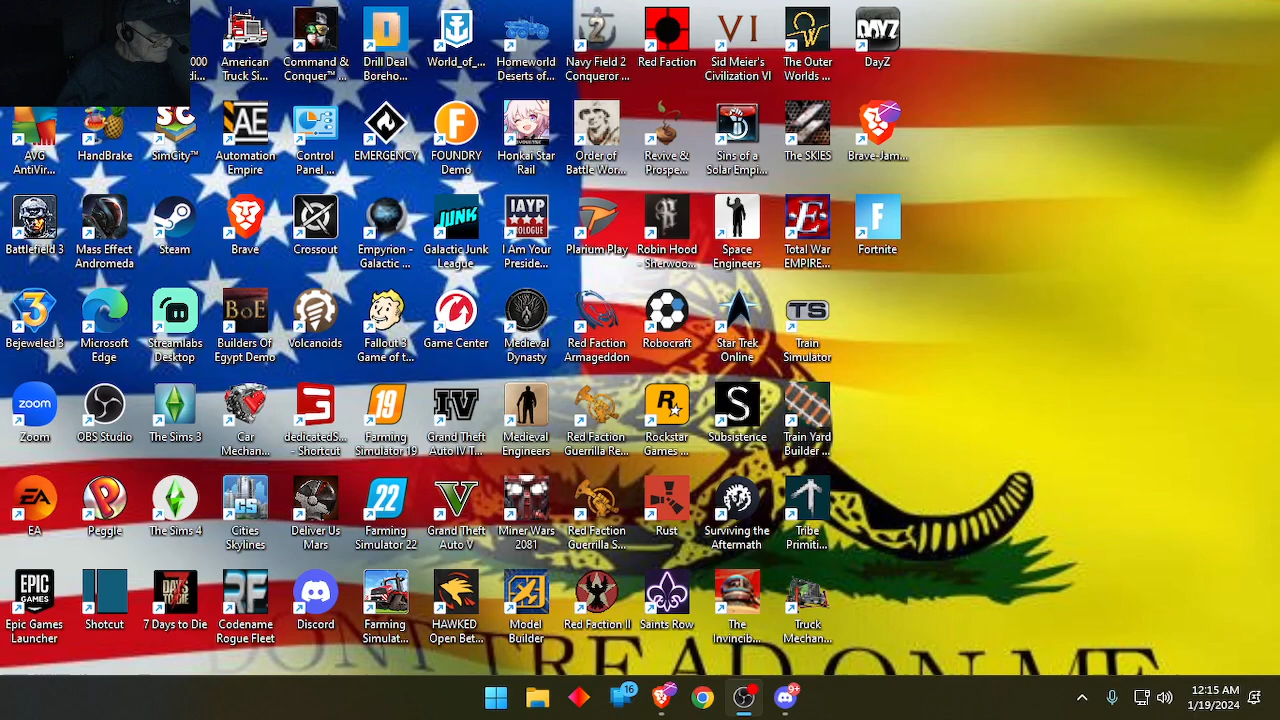 American
Truck Si...
Command &
Conquer™ ...
Drill Deal
Boreho...
World_of_...
Homeworld
Deserts of...
Navy Field 2
Conqueror ...
Red Faction
Sid Meier's
Civilization VI
The Outer
Worlds ...
DayZ
AVG
AntiVir...
HandBrake
SimCity™
Automation
Empire
Control
Panel ...
EMERGENCY
FOUNDRY
Demo
Honkai Star
Rail
Order of
Battle Wor...
Revive &
Prospe...
Sins of a
Solar Empi...
The SKIES
Brave-Jam...
Battlefield 3
Mass Effect
Andromeda
Steam
Brave
Crossout
Empyrion -
Galactic ...
Galactic Junk
League
I Am Your
Preside...
Plarium Play
Robin Hood
- Sherwoo...
Space
Engineers
Total War
EMPIRE...
Fortnite
Bejeweled 3
Microsoft
Edge
Streamlabs
Desktop
Builders Of
Egypt Demo
Volcanoids
Fallout 3
Game of t...
Game Center
Medieval
Dynasty
Red Faction
Armageddon
Robocraft
Star Trek
Online
Train
Simulator
Zoom
OBS Studio
The Sims 3
Car
Mechan...
dedicatedS...
- Shortcut
Farming
Simulator 19
Grand Theft
Auto IV T...
Medieval
Engineers
Red Faction
Guerrilla Re...
Rockstar
Games ...
Subsistence
Train Yard
Builder ...
EA
Peggle
The Sims 4
Cities
Skylines
Deliver Us
Mars
Farming
Simulator 22
Grand Theft
Auto V
Miner Wars
2081
Red Faction
Guerrilla S...
Rust
Surviving the
Aftermath
Tribe
Primiti...
Epic Games
Launcher
Shotcut
7 Days to Die
Codename
Rogue Fleet
Discord
Farming
Simulat...
HAWKED
Open Bet...
Model
Builder
Red Faction II
Saints Row
The
Invincib...
Truck
Mechan...
DONT TREAD ON ME
16
9+
12:15 AM
1/19/2024